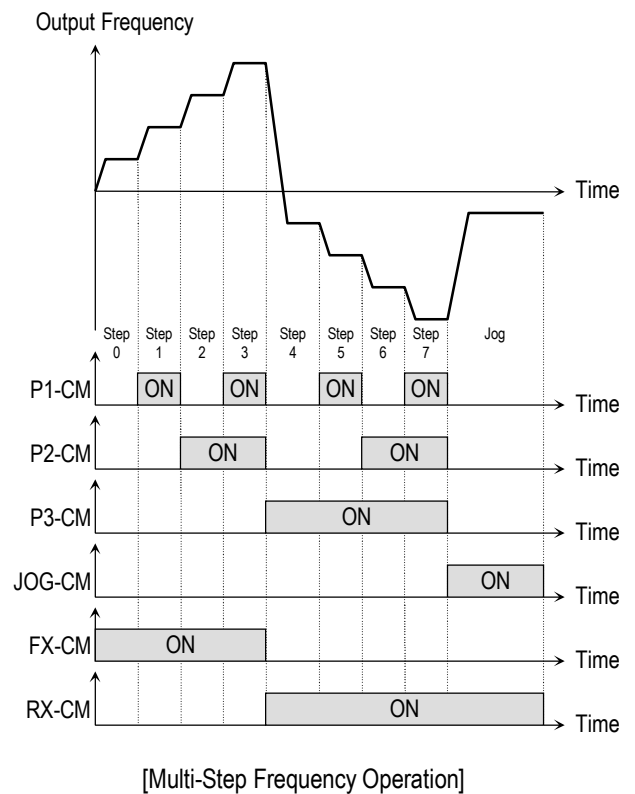 Output Frequency
Time
Step 0 Step 1 Step 2 Step 3 Step 4 Step 5 Step 6 Step 7 Jog
P1-CM ON ON ON ON Time
P2-CM ON ON Time
P3-CM ON Time
JOG-CM ON Time
FX-CM ON Time
RX-CM ON Time
[Multi-Step Frequency Operation]